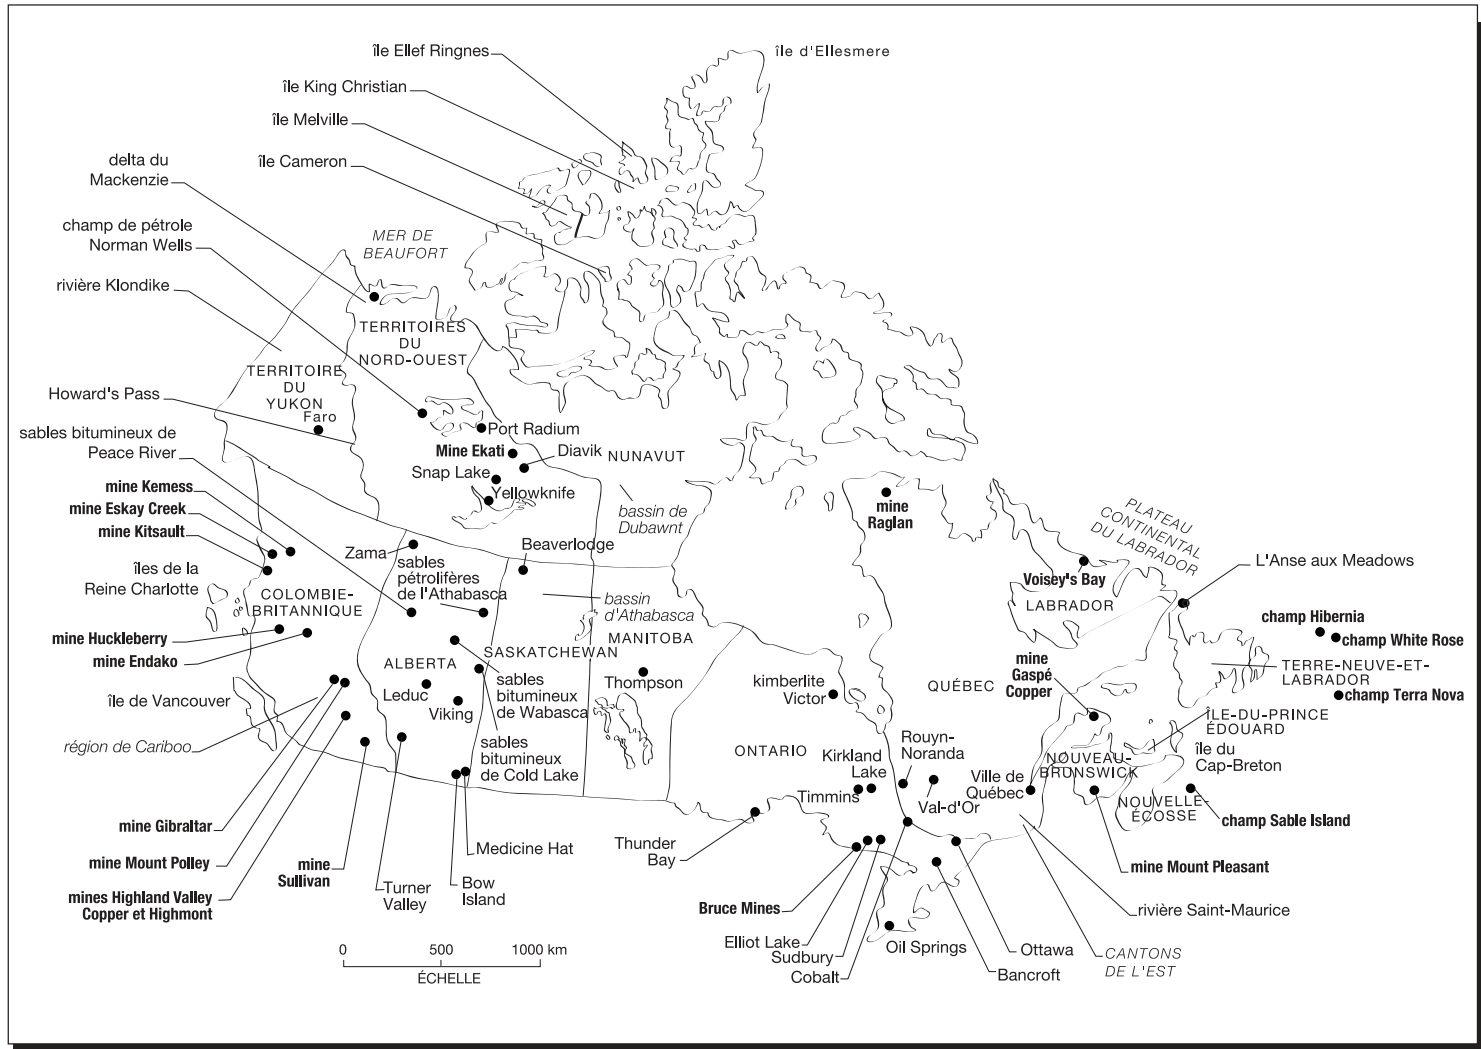 île Ellef Ringnes
île d'Ellesmere
île King Christian
île Melville
île Cameron
delta du
Mackenzie
champ de pétrole
Norman Wells
MER DE
BEAUFORT
rivière Klondike
TERRITOIRES
DU
NORD-OUEST
TERRITOIRE
DU
YUKON
Faro
Howard's Pass
sables bitumineux de
Peace River
Port Radium
Mine Ekati
Diavik
NUNAVUT
Snap Lake
Yellowknife
bassin de
Dubawnt
mine Kemess
mine Eskay Creek
mine Kitsault
îles de la
Reine Charlotte
Zama
Beaverlodge
sables
pétrolifères
de l'Athabasca
bassin
d'Athabasca
COLOMBIE-
BRITANNIQUE
mine Huckleberry
mine Endako
île de Vancouver
région de Cariboo
ALBERTA
Leduc
Viking
SASKATCHEWAN
MANITOBA
Thompson
sables
bitumineux
de Wabasca
sables
bitumineux
de Cold Lake
mine
Raglan
PLATEAU
CONTINENTAL
DU LABRADOR
Voisey's Bay
LABRADOR
L'Anse aux Meadows
champ Hibernia
champ White Rose
TERRE-NEUVE-ET-
LABRADOR
champ Terra Nova
mine
Gaspé
Copper
QUÉBEC
kimberlite
Victor
ONTARIO
Kirkland
Lake
Timmins
Rouyn-
Noranda
Val-d'Or
Ville de
Québec
NOUVEAU-
BRUNSWICK
ÎLE-DU-PRINCE
ÉDOUARD
île du
Cap-Breton
NOUVELLE-
ÉCOSSE
champ Sable Island
mine Mount Pleasant
rivière Saint-Maurice
CANTONS
DE L'EST
mine Gibraltar
mine Mount Polley
mines Highland Valley
Copper et Highmont
mine
Sullivan
Turner
Valley
Bow
Island
Medicine Hat
Thunder
Bay
Bruce Mines
Elliot Lake
Sudbury
Cobalt
Oil Springs
Ottawa
Bancroft
0 500 1000 km
ÉCHELLE